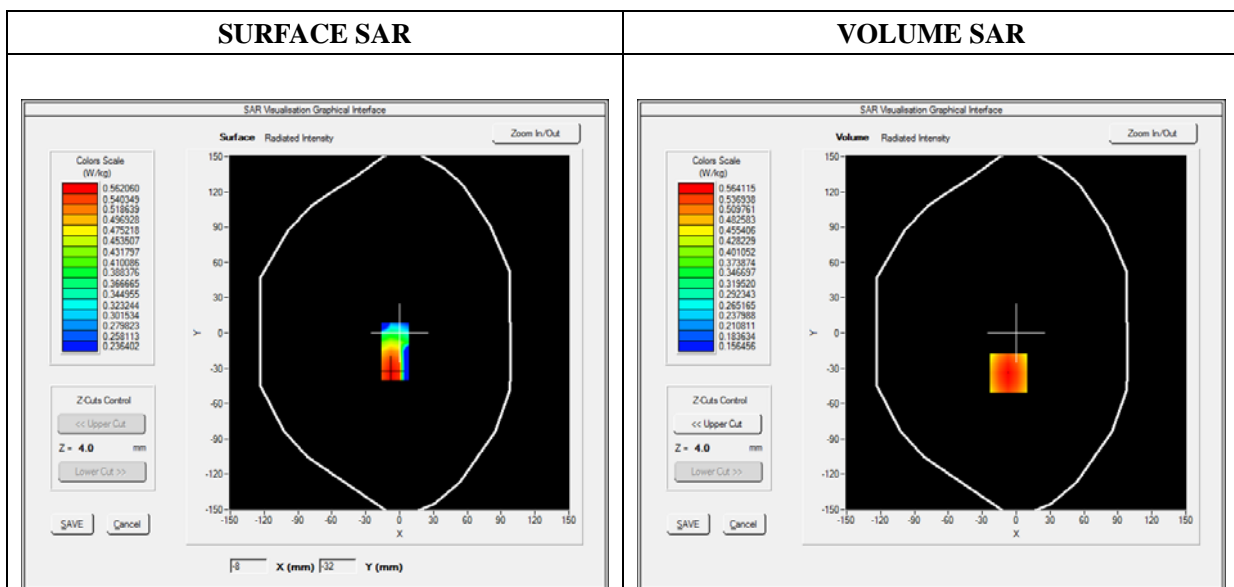 SURFACE SAR
VOLUME SAR
SAR Visualisation Graphical Interface
Surface Radiated Intensity
Zoom In/Out
Colors Scale
(W/kg)
0.562060
0.540349
0.518639
0.496928
0.475218
0.453507
0.431797
0.410086
0.388376
0.366665
0.344955
0.323244
0.301534
0.279823
0.258113
0.236402
150
120
90
60
30
0
-30
-60
-90
-120
-150
Y
-150 -120 -90 -60 -30 0 30 60 90 120 150
X
Z-Cuts Control
<< Upper Cut
Z = 4.0 mm
Lower Cut >>
SAVE Cancel
-8 X (mm) -32 Y (mm)
SAR Visualisation Graphical Interface
Volume Radiated Intensity
Zoom In/Out
Colors Scale
(W/kg)
0.564115
0.536938
0.509761
0.482583
0.455406
0.428229
0.401052
0.373874
0.346697
0.319520
0.292343
0.265165
0.237988
0.210811
0.183634
0.156456
150
120
90
60
30
0
-30
-60
-90
-120
-150
Y
-150 -120 -90 -60 -30 0 30 60 90 120 150
X
Z-Cuts Control
<< Upper Cut
Z = 4.0 mm
Lower Cut >>
SAVE Cancel